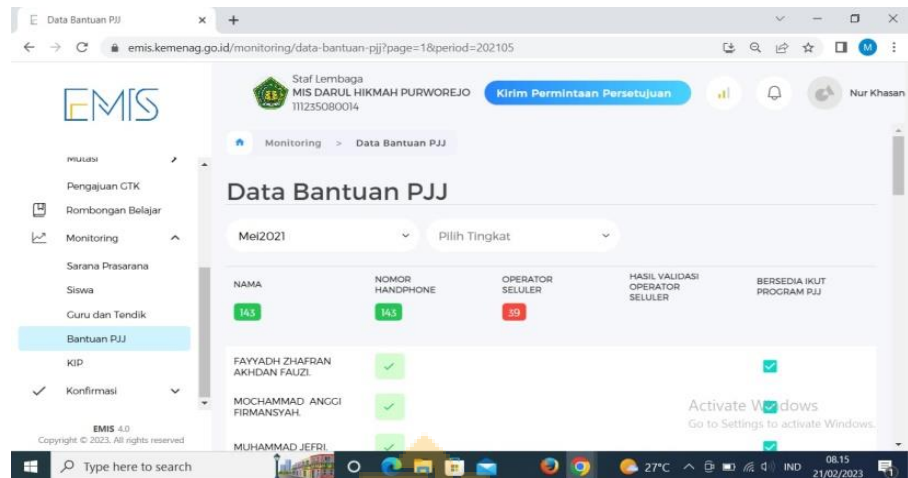 Data Bantuan PJJ
emis.kemenag.go.id/monitoring/data-bantuan-pjj?page=1&period=202105
M
EMIS
Staf Lembaga
MIS DARUL HIKMAH PURWOREJO
111235080014
Kirim Permintaan Persetujuan
Nur Khasan
Monitoring > Data Bantuan PJJ
Mutasi
Pengajuan GTK
Rombongan Belajar
Monitoring
Sarana Prasarana
Siswa
Guru dan Tendik
Bantuan PJJ
KIP
Konfirmasi
EMIS 4.0
Copyright © 2023. All rights reserved
Data Bantuan PJJ
Mei2021
Pilih Tingkat
NAMA
NOMOR HANDPHONE
OPERATOR SELULER
HASIL VALIDASI OPERATOR SELULER
BERSEDIA IKUT PROGRAM PJJ
143
143
39
FAYYADH ZHAFRAN
AKHDAN FAUZI.
MOCHAMMAD ANGGI
FIRMANSYAH.
MUHAMMAD JEFRI.
Activate Windows
Go to Settings to activate Windows.
Type here to search
27°C
IND
08.15
21/02/2023